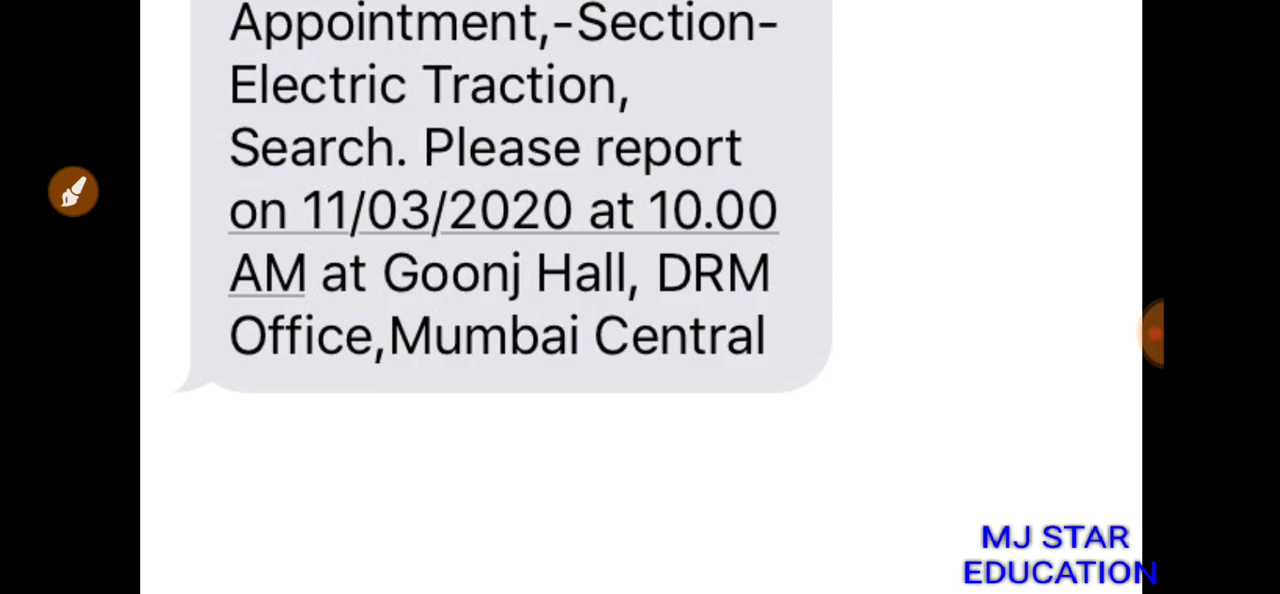 Appointment,-Section-
Electric Traction,
Search. Please report
on 11/03/2020 at 10.00
AM at Goonj Hall, DRM
Office,Mumbai Central
MJ STAR
EDUCATION